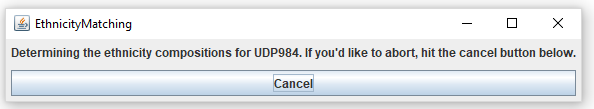 EthnicityMatching
Determining the ethnicity compositions for UDP984. If you'd like to abort, hit the cancel button below.
Cancel